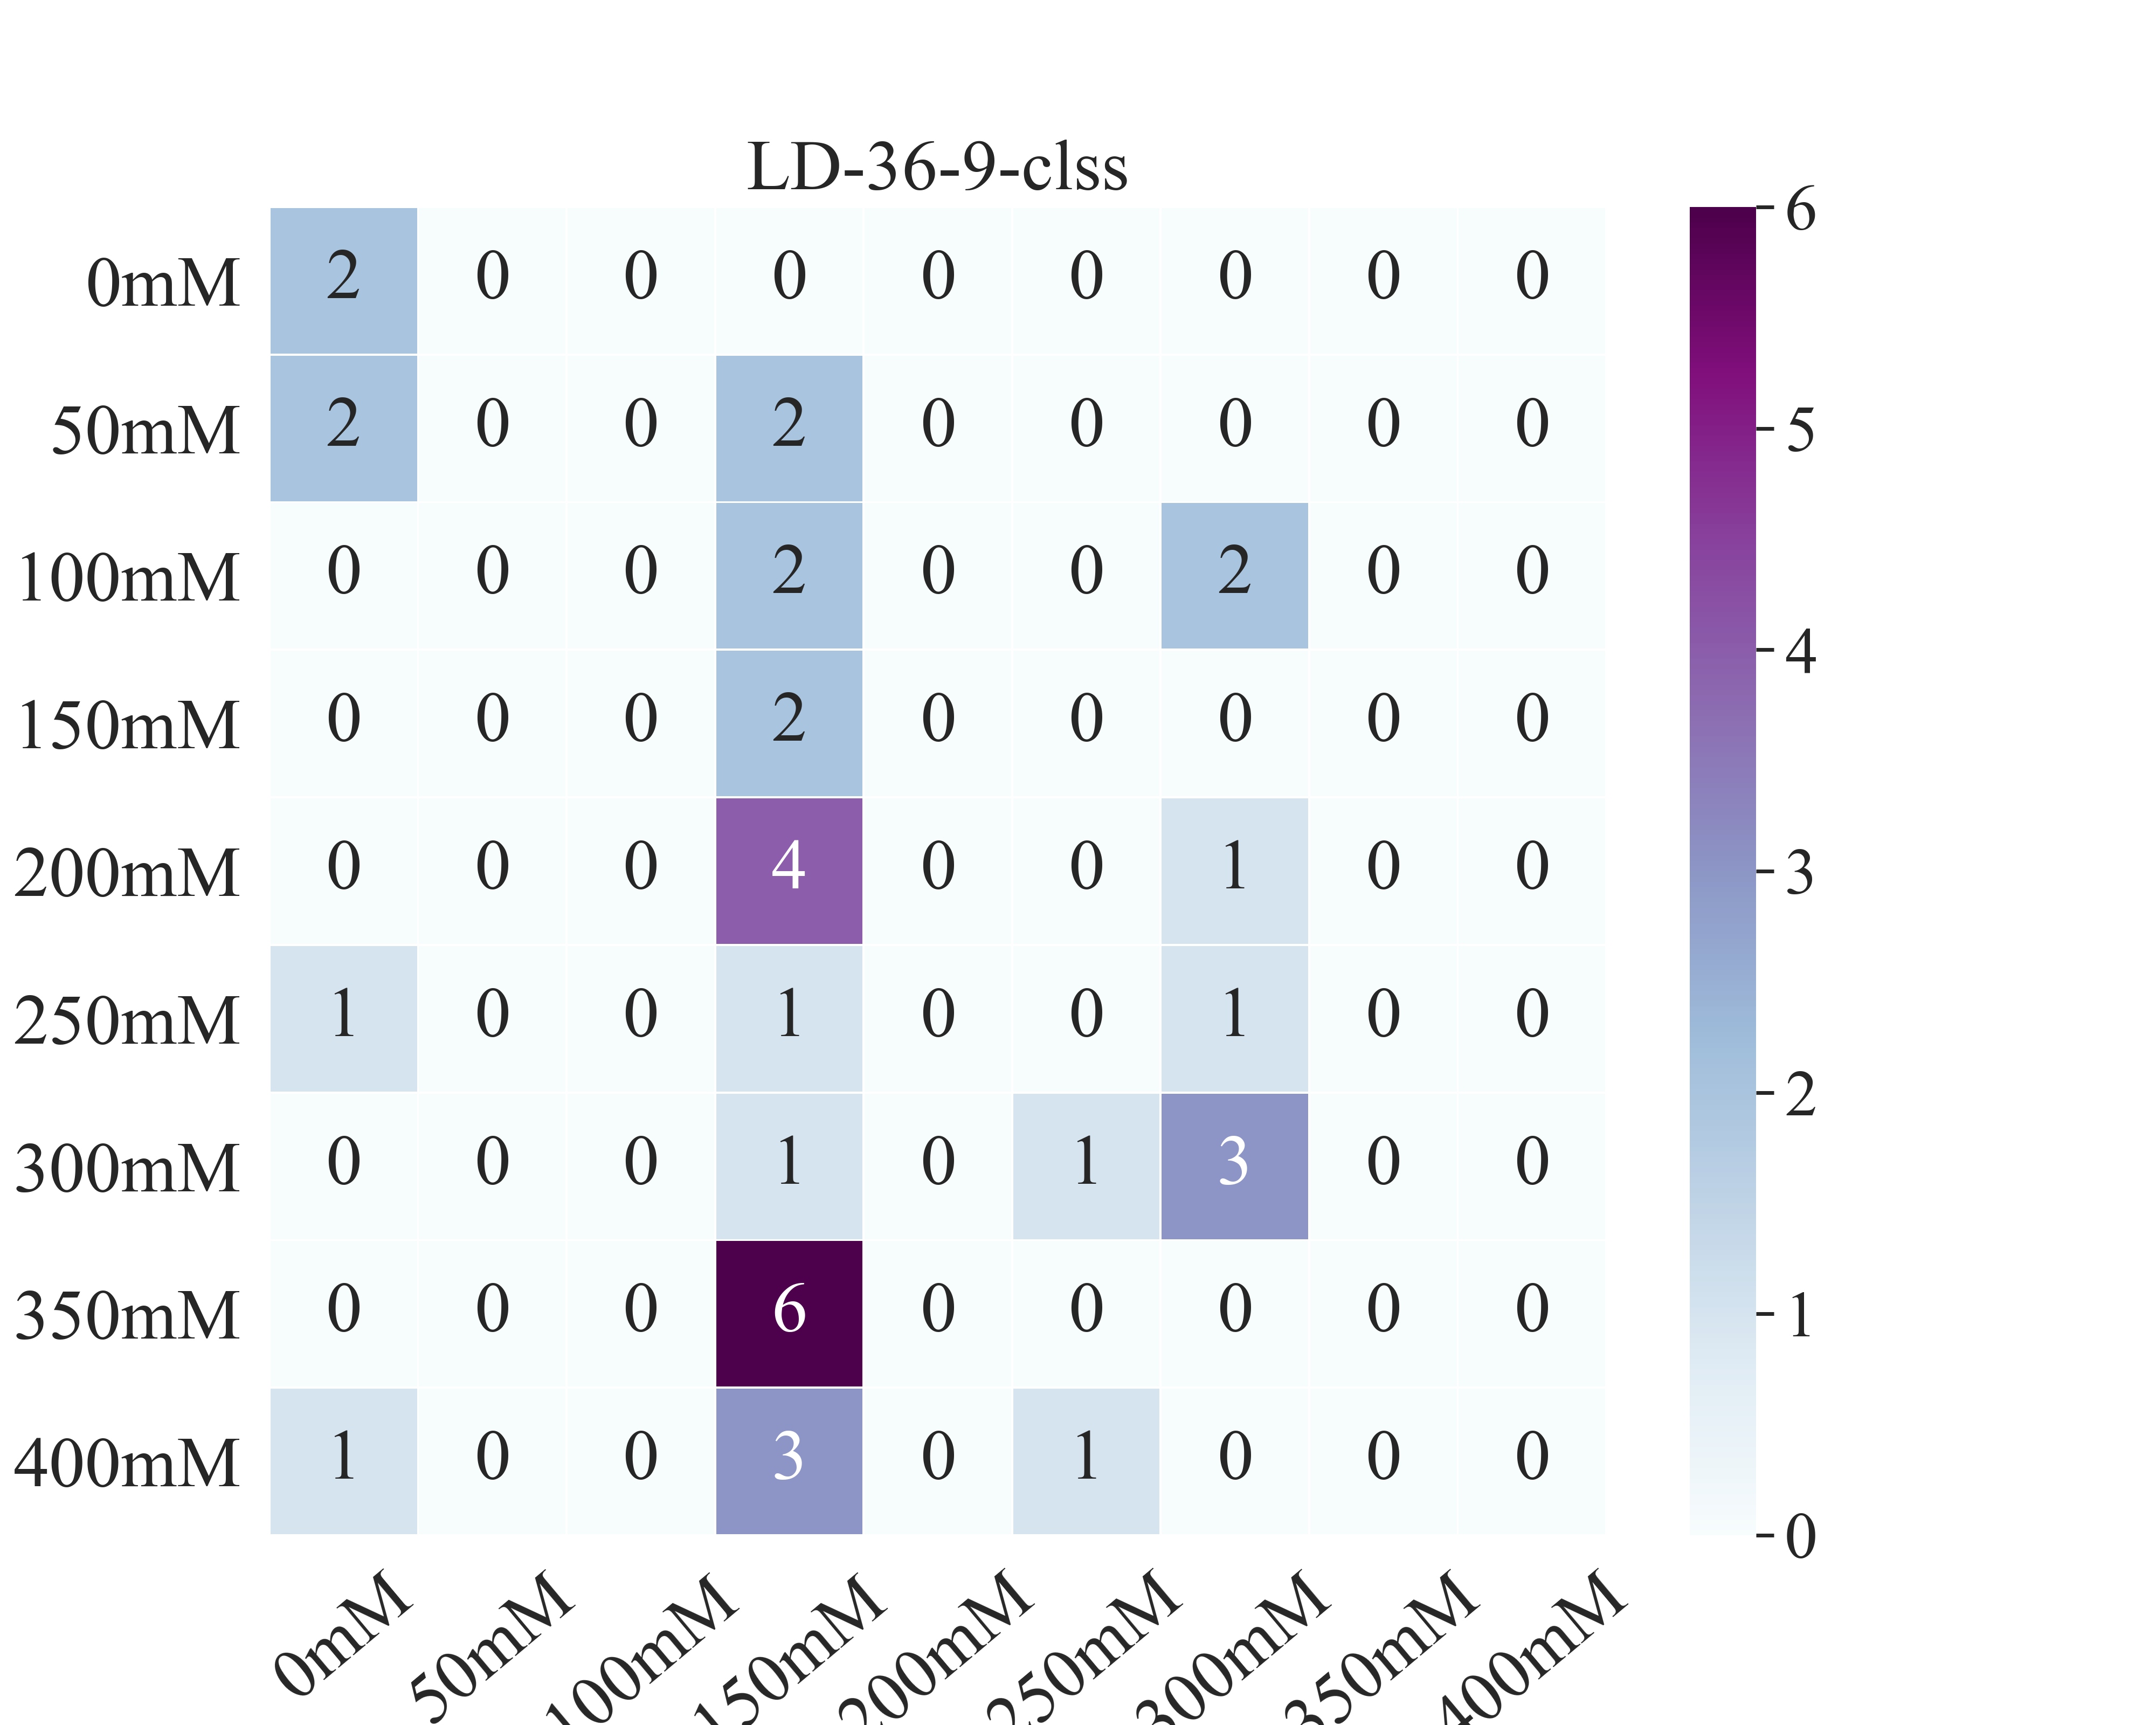 LD-36-9-clss
0mM 2 0 0 0 0 0 0 0 0
50mM 2 0 0 2 0 0 0 0 0
100mM 0 0 0 2 0 0 2 0 0
150mM 0 0 0 2 0 0 0 0 0
200mM 0 0 0 4 0 0 1 0 0
250mM 1 0 0 1 0 0 1 0 0
300mM 0 0 0 1 0 1 3 0 0
350mM 0 0 0 6 0 0 0 0 0
400mM 1 0 0 3 0 1 0 0 0
0mM 50mM 100mM 150mM 200mM 250mM 300mM 350mM 400mM
6
5
4
3
2
1
0